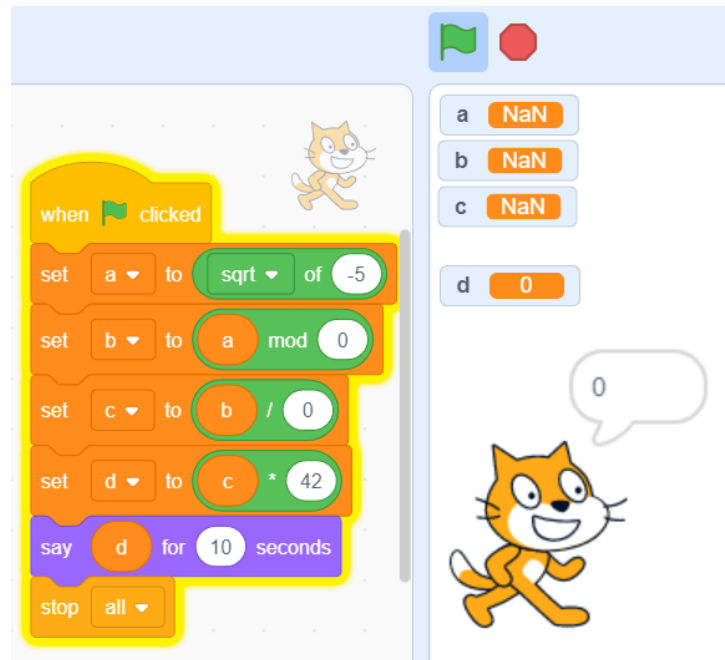 when clicked
set a to sqrt of -5
set b to a mod 0
set c to b / 0
set d to c * 42
say d for 10 seconds
stop all
a NaN
b NaN
c NaN
d 0
0